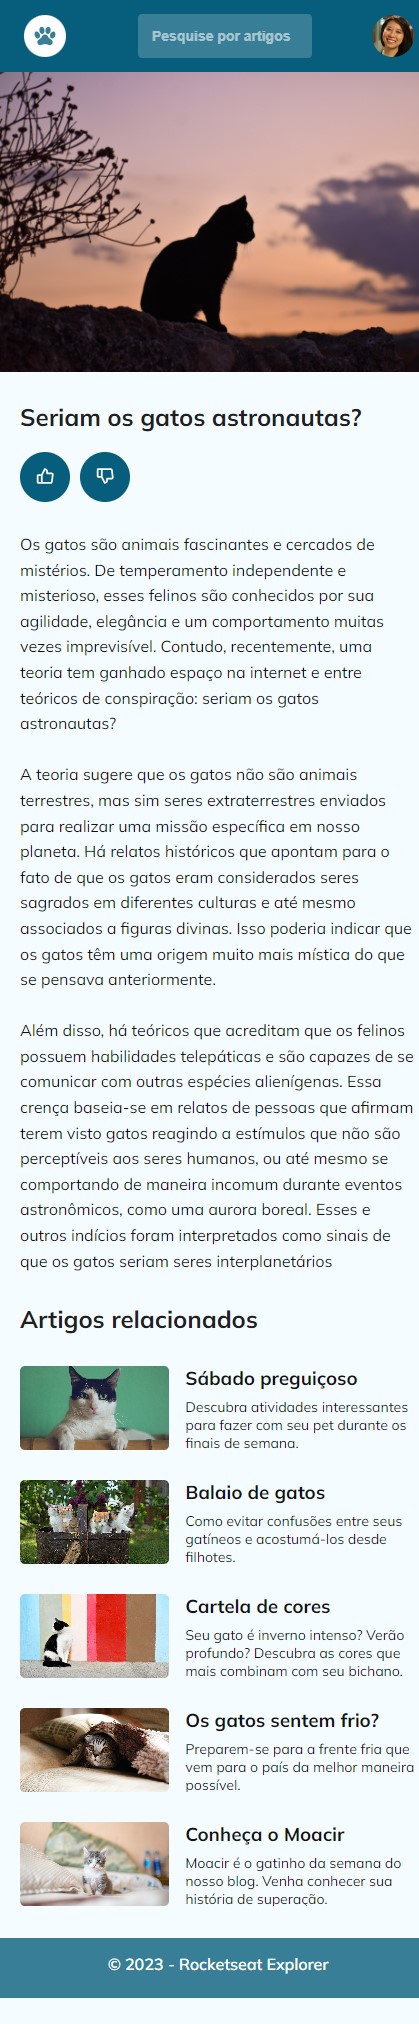 Pesquise por artigos
Seriam os gatos astronautas?
Os gatos são animais fascinantes e cercados de
mistérios. De temperamento independente e
misterioso, esses felinos são conhecidos por sua
agilidade, elegância e um comportamento muitas
vezes imprevisível. Contudo, recentemente, uma
teoria tem ganhado espaço na internet e entre
teóricos de conspiração: seriam os gatos
astronautas?
A teoria sugere que os gatos não são animais
terrestres, mas sim seres extraterrestres enviados
para realizar uma missão específica em nosso
planeta. Há relatos históricos que apontam para o
fato de que os gatos eram considerados seres
sagrados em diferentes culturas e até mesmo
associados a figuras divinas. Isso poderia indicar que
os gatos têm uma origem muito mais mística do que
se pensava anteriormente.
Além disso, há teóricos que acreditam que os felinos
possuem habilidades telepáticas e são capazes de se
comunicar com outras espécies alienígenas. Essa
crença baseia-se em relatos de pessoas que afirmam
terem visto gatos reagindo a estímulos que não são
perceptíveis aos seres humanos, ou até mesmo se
comportando de maneira incomum durante eventos
astronômicos, como uma aurora boreal. Esses e
outros indícios foram interpretados como sinais de
que os gatos seriam seres interplanetários
Artigos relacionados
Sábado preguiçoso
Descubra atividades interessantes
para fazer com seu pet durante os
finais de semana.
Balaio de gatos
Como evitar confusões entre seus
gatíneos e acostumá-los desde
filhotes.
Cartela de cores
Seu gato é inverno intenso? Verão
profundo? Descubra as cores que
mais combinam com seu bichano.
Os gatos sentem frio?
Preparem-se para a frente fria que
vem para o país da melhor maneira
possível.
Conheça o Moacir
Moacir é o gatinho da semana do
nosso blog. Venha conhecer sua
história de superação.
© 2023 - Rocketseat Explorer